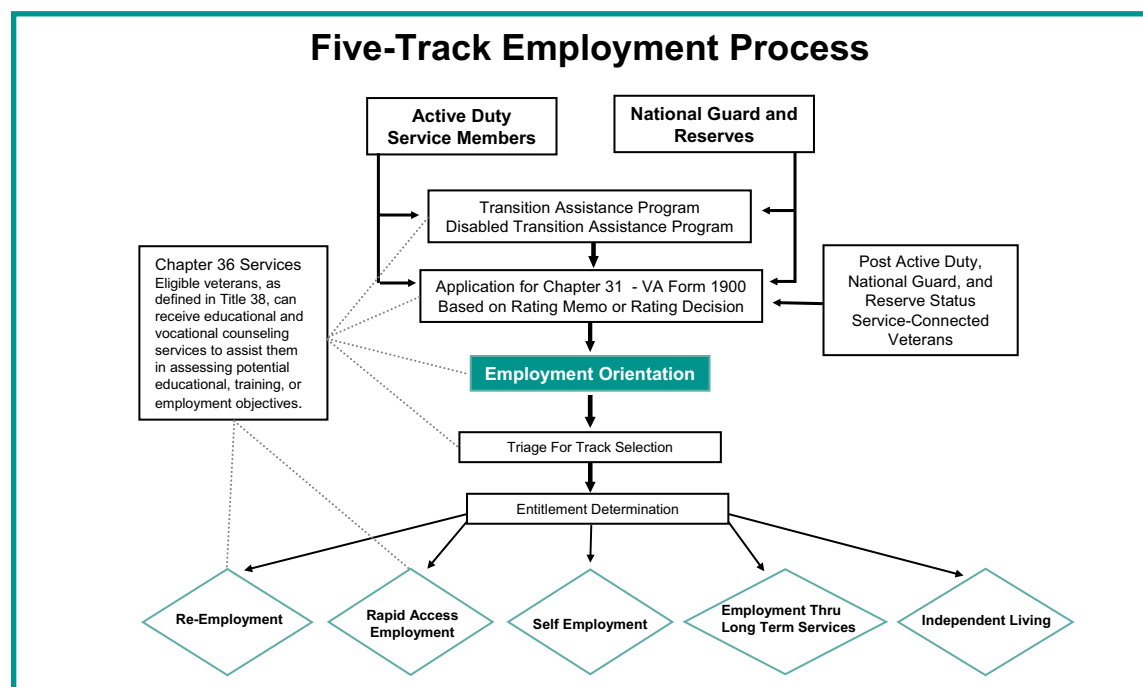 Five-Track Employment Process
Active Duty
Service Members
National Guard and
Reserves
Transition Assistance Program
Disabled Transition Assistance Program
Chapter 36 Services
Eligible veterans, as
defined in Title 38, can
receive educational and
vocational counseling
services to assist them
in assessing potential
educational, training, or
employment objectives.
Application for Chapter 31 - VA Form 1900
Based on Rating Memo or Rating Decision
Post Active Duty,
National Guard, and
Reserve Status
Service-Connected
Veterans
Employment Orientation
Triage For Track Selection
Entitlement Determination
Re-Employment
Rapid Access
Employment
Self Employment
Employment Thru
Long Term Services
Independent Living